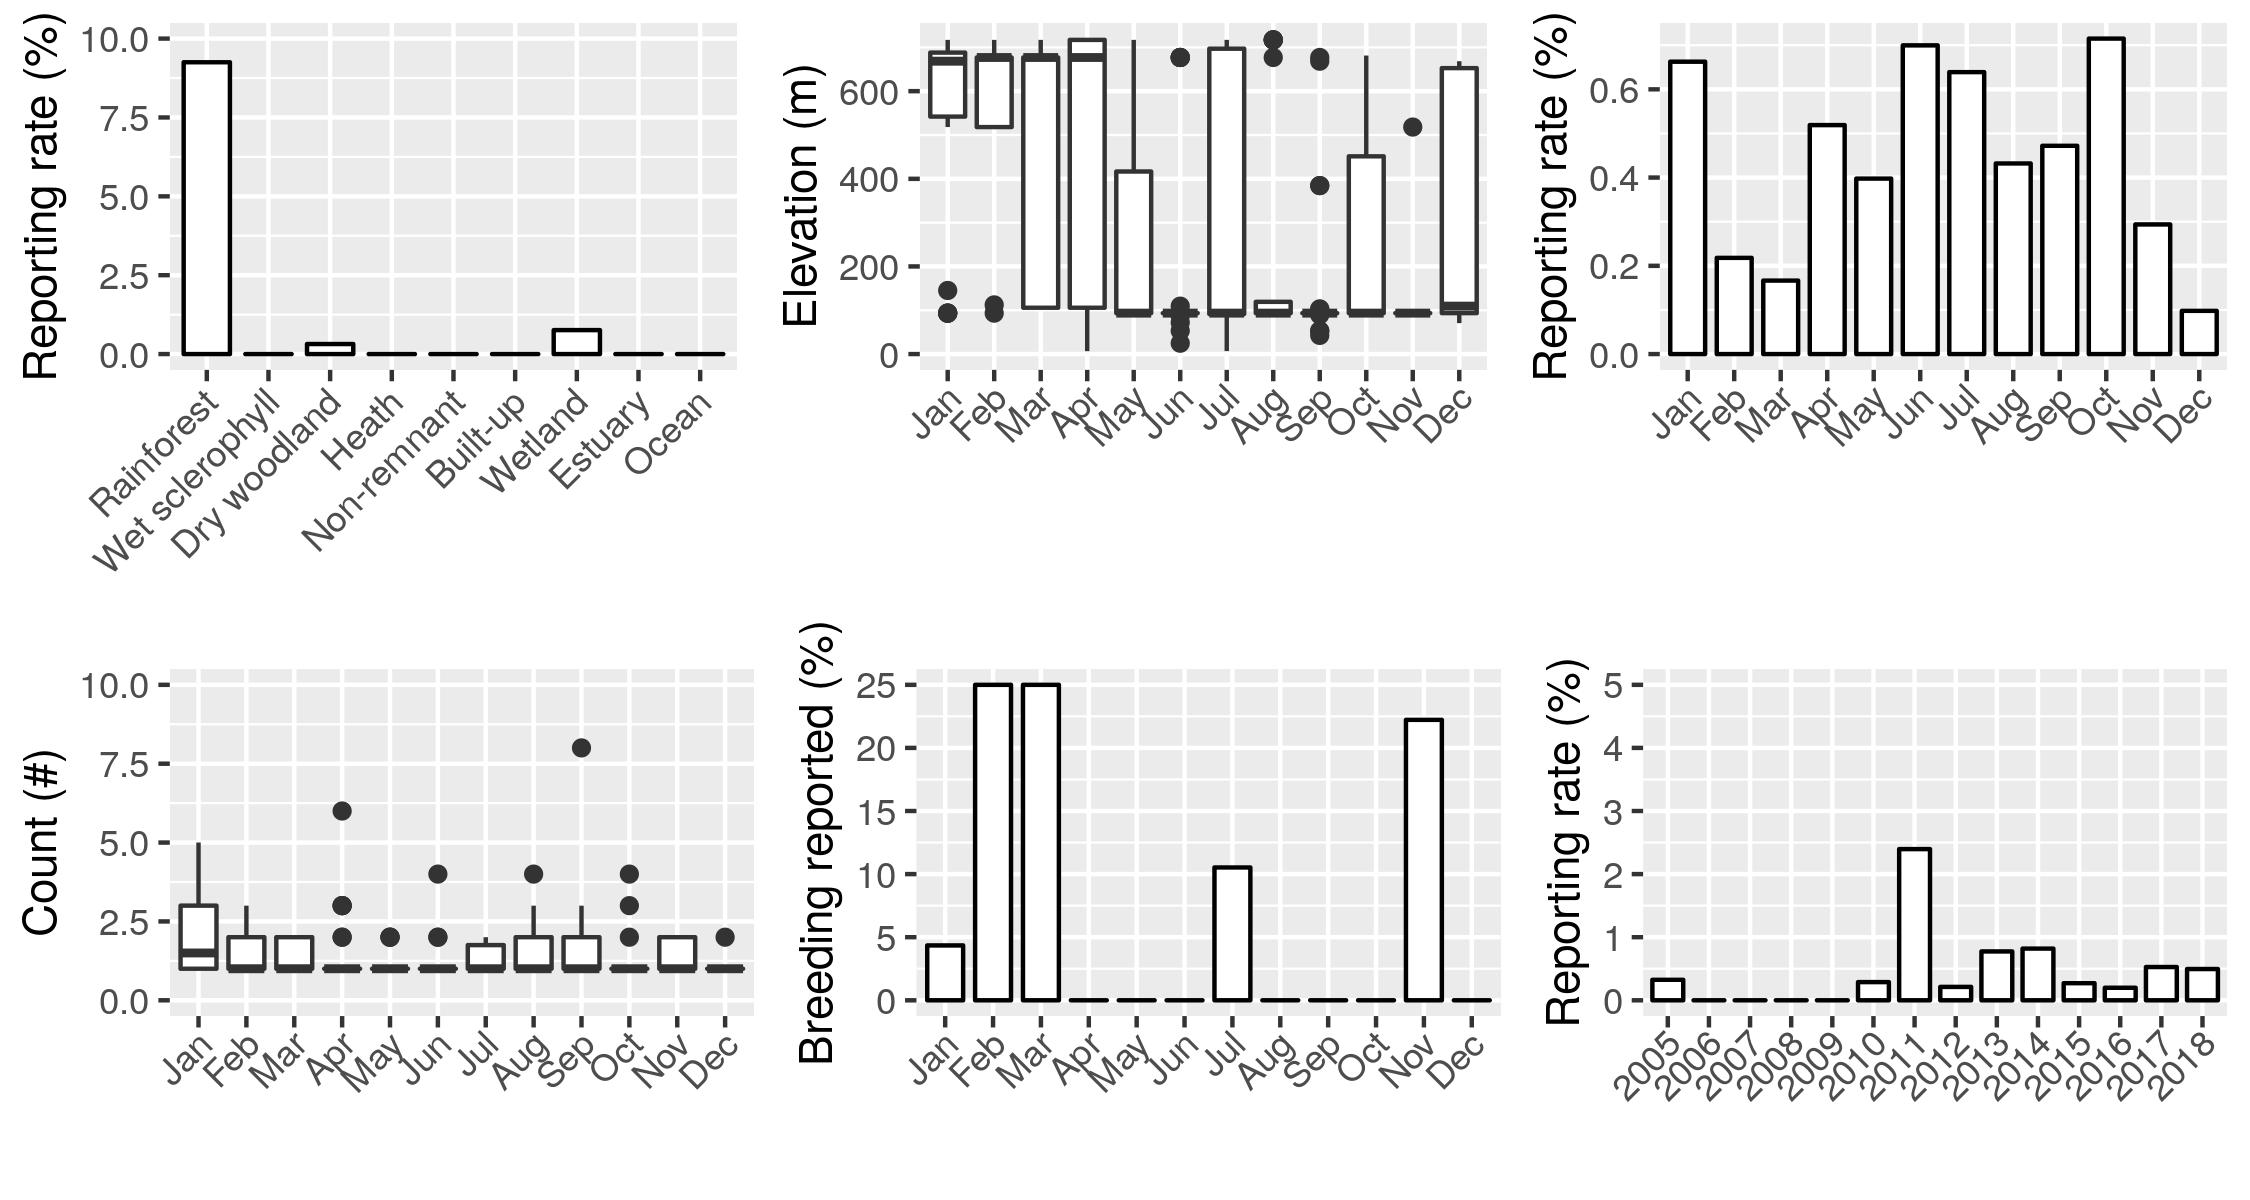 Reporting rate (%)
10.0
7.5
5.0
2.5
0.0
Rainforest
Wet sclerophyll
Dry woodland
Heath
Non-remnant
Built-up
Wetland
Estuary
Ocean
Elevation (m)
600
400
200
0
Jan
Feb
Mar
Apr
May
Jun
Jul
Aug
Sep
Oct
Nov
Dec
Reporting rate (%)
0.6
0.4
0.2
0.0
Jan
Feb
Mar
Apr
May
Jun
Jul
Aug
Sep
Oct
Nov
Dec
Count (#)
10.0
7.5
5.0
2.5
0.0
Jan
Feb
Mar
Apr
May
Jun
Jul
Aug
Sep
Oct
Nov
Dec
Breeding reported (%)
25
20
15
10
5
0
Jan
Feb
Mar
Apr
May
Jun
Jul
Aug
Sep
Oct
Nov
Dec
Reporting rate (%)
5
4
3
2
1
0
2005
2006
2007
2008
2009
2010
2011
2012
2013
2014
2015
2016
2017
2018